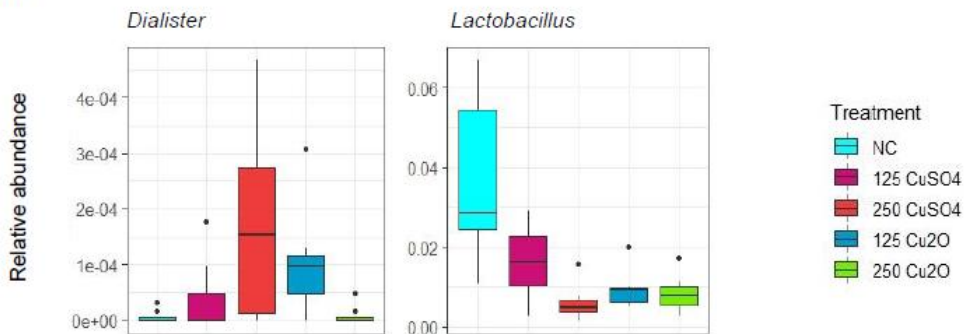 Dialister
Lactobacillus
Relative abundance
4e-04
3e-04
2e-04
1e-04
0e+00
0.06
0.04
0.02
0.00
Treatment
NC
125 CuSO4
250 CuSO4
125 Cu2O
250 Cu2O